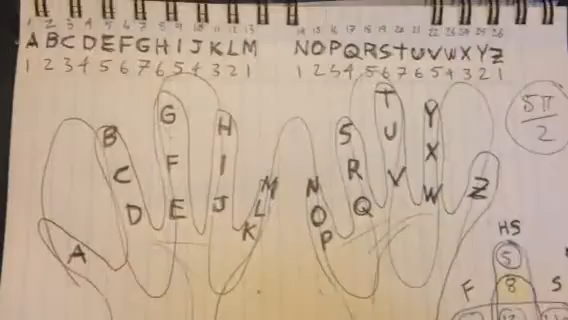 1 2 3 4 5 6 7 8 9 10 11 12 13 14 15 16 17 18 19 20 21 22 23 24 25 26
A B C D E F G H I J K L M N O P Q R S T U V W X Y Z
1 2 3 4 5 6 7 6 5 4 3 2 1 1 2 3 4 5 6 7 6 5 4 3 2 1
A
B
C
D
G
F
E
H
I
J
M
L
K
N
O
P
S
R
Q
T
U
V
Y
X
W
Z
5π
2
HS
5
F 8 S